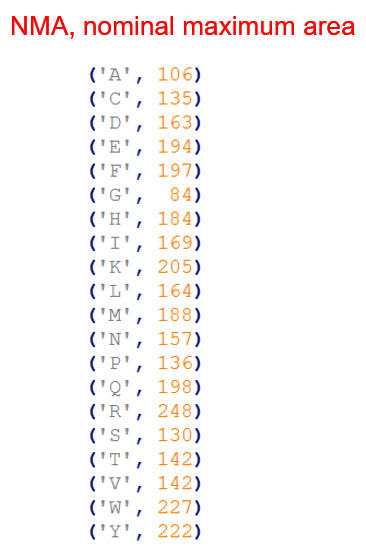 NMA, nominal maximum area
('A', 106)
('C', 135)
('D', 163)
('E', 194)
('F', 197)
('G',  84)
('H', 184)
('I', 169)
('K', 205)
('L', 164)
('M', 188)
('N', 157)
('P', 136)
('Q', 198)
('R', 248)
('S', 130)
('T', 142)
('V', 142)
('W', 227)
('Y', 222)